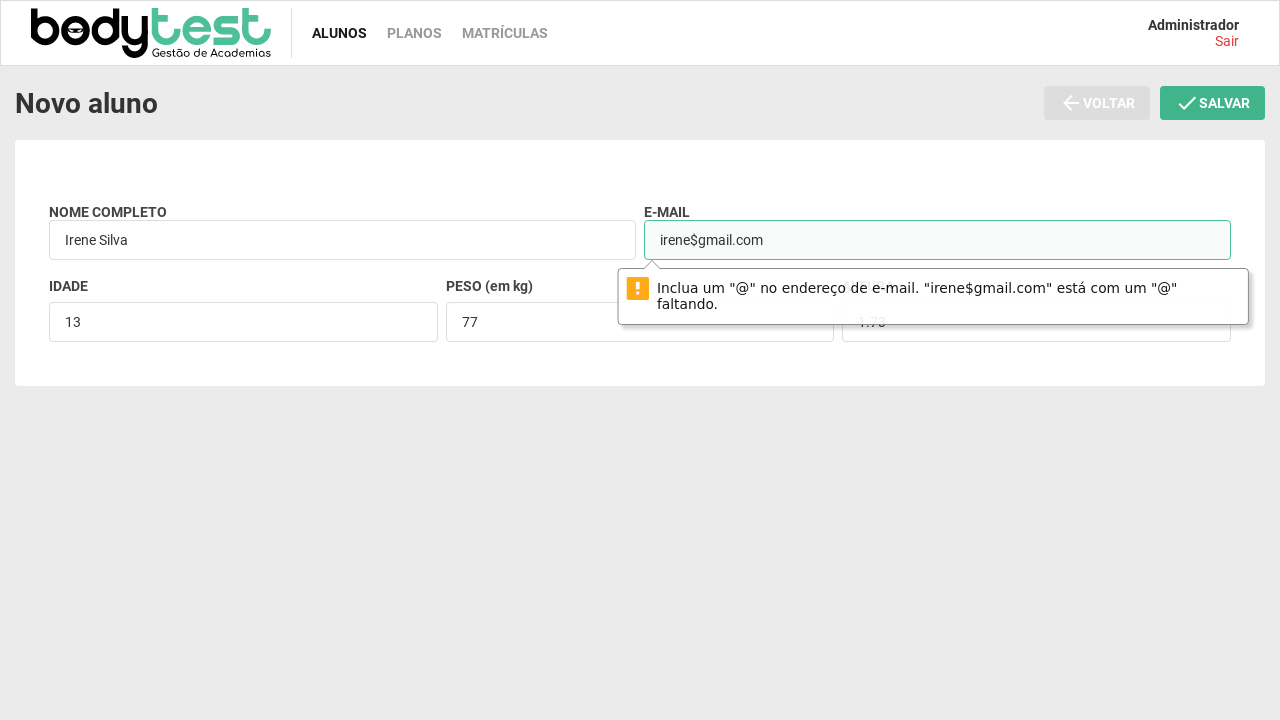 bodytest
Gestão de Academias
ALUNOS
PLANOS
MATRÍCULAS
Administrador
Sair
Novo aluno
VOLTAR
SALVAR
NOME COMPLETO
E-MAIL
Irene Silva
irene$gmail.com
Inclua um "@" no endereço de e-mail. "irene$gmail.com" está com um "@"
faltando.
IDADE
PESO (em kg)
13
77
1.73